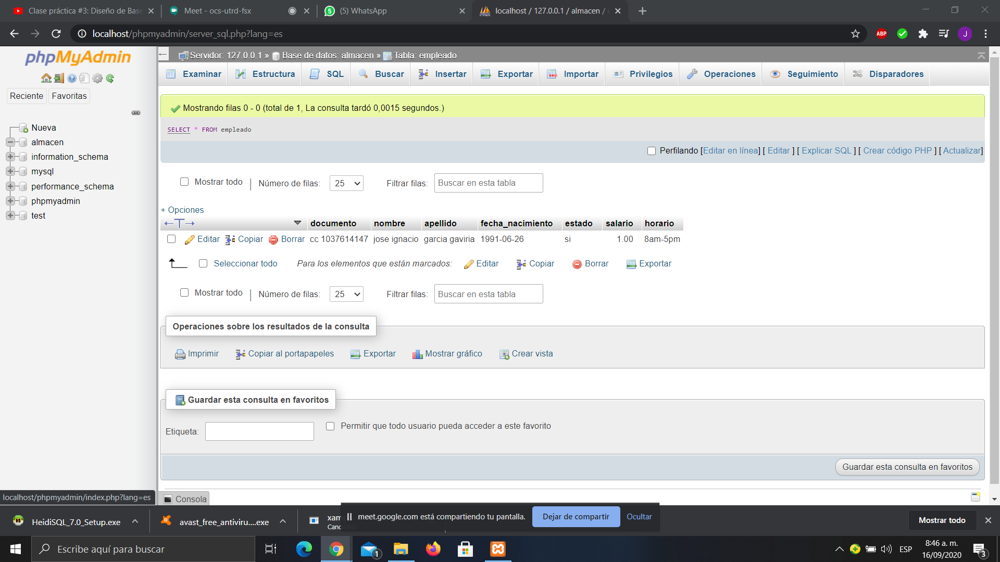 Clase práctica #3: Diseño de Base
Meet - ocs-utrd-fsx
(5) WhatsApp
localhost / 127.0.0.1 / almacen /
localhost/phpmyadmin/server_sql.php?lang=es
ABP
J
phpMyAdmin
Reciente
Favoritas
Nueva
almacen
information_schema
mysql
performance_schema
phpmyadmin
test
Servidor: 127.0.0.1 » Base de datos: almacen » Tabla: empleado
Examinar
Estructura
SQL
Buscar
Insertar
Exportar
Importar
Privilegios
Operaciones
Seguimiento
Disparadores
Mostrando filas 0 - 0 (total de 1, La consulta tardó 0,0015 segundos.)
SELECT * FROM empleado
Perfilando [Editar en línea] [ Editar ] [ Explicar SQL ] [ Crear código PHP ] [ Actualizar]
Mostrar todo | Número de filas: 25 Filtrar filas: Buscar en esta tabla
+ Opciones
←T→ documento nombre apellido fecha_nacimiento estado salario horario
Editar Copiar Borrar cc 1037614147 jose ignacio garcia gaviria 1991-06-26 si 1.00 8am-5pm
Seleccionar todo Para los elementos que están marcados: Editar Copiar Borrar Exportar
Mostrar todo | Número de filas: 25 Filtrar filas: Buscar en esta tabla
Operaciones sobre los resultados de la consulta
Imprimir Copiar al portapapeles Exportar Mostrar gráfico Crear vista
Guardar esta consulta en favoritos
Etiqueta: Permitir que todo usuario pueda acceder a este favorito
Guardar esta consulta en favoritos
localhost/phpmyadmin/index.php?lang=es
Consola
HeidiSQL_7.0_Setup.exe
avast_free_antiviru....exe
xam
meet.google.com está compartiendo tu pantalla.
Dejar de compartir
Ocultar
Mostrar todo
Escribe aquí para buscar
1
ESP
8:46 a. m.
16/09/2020
3